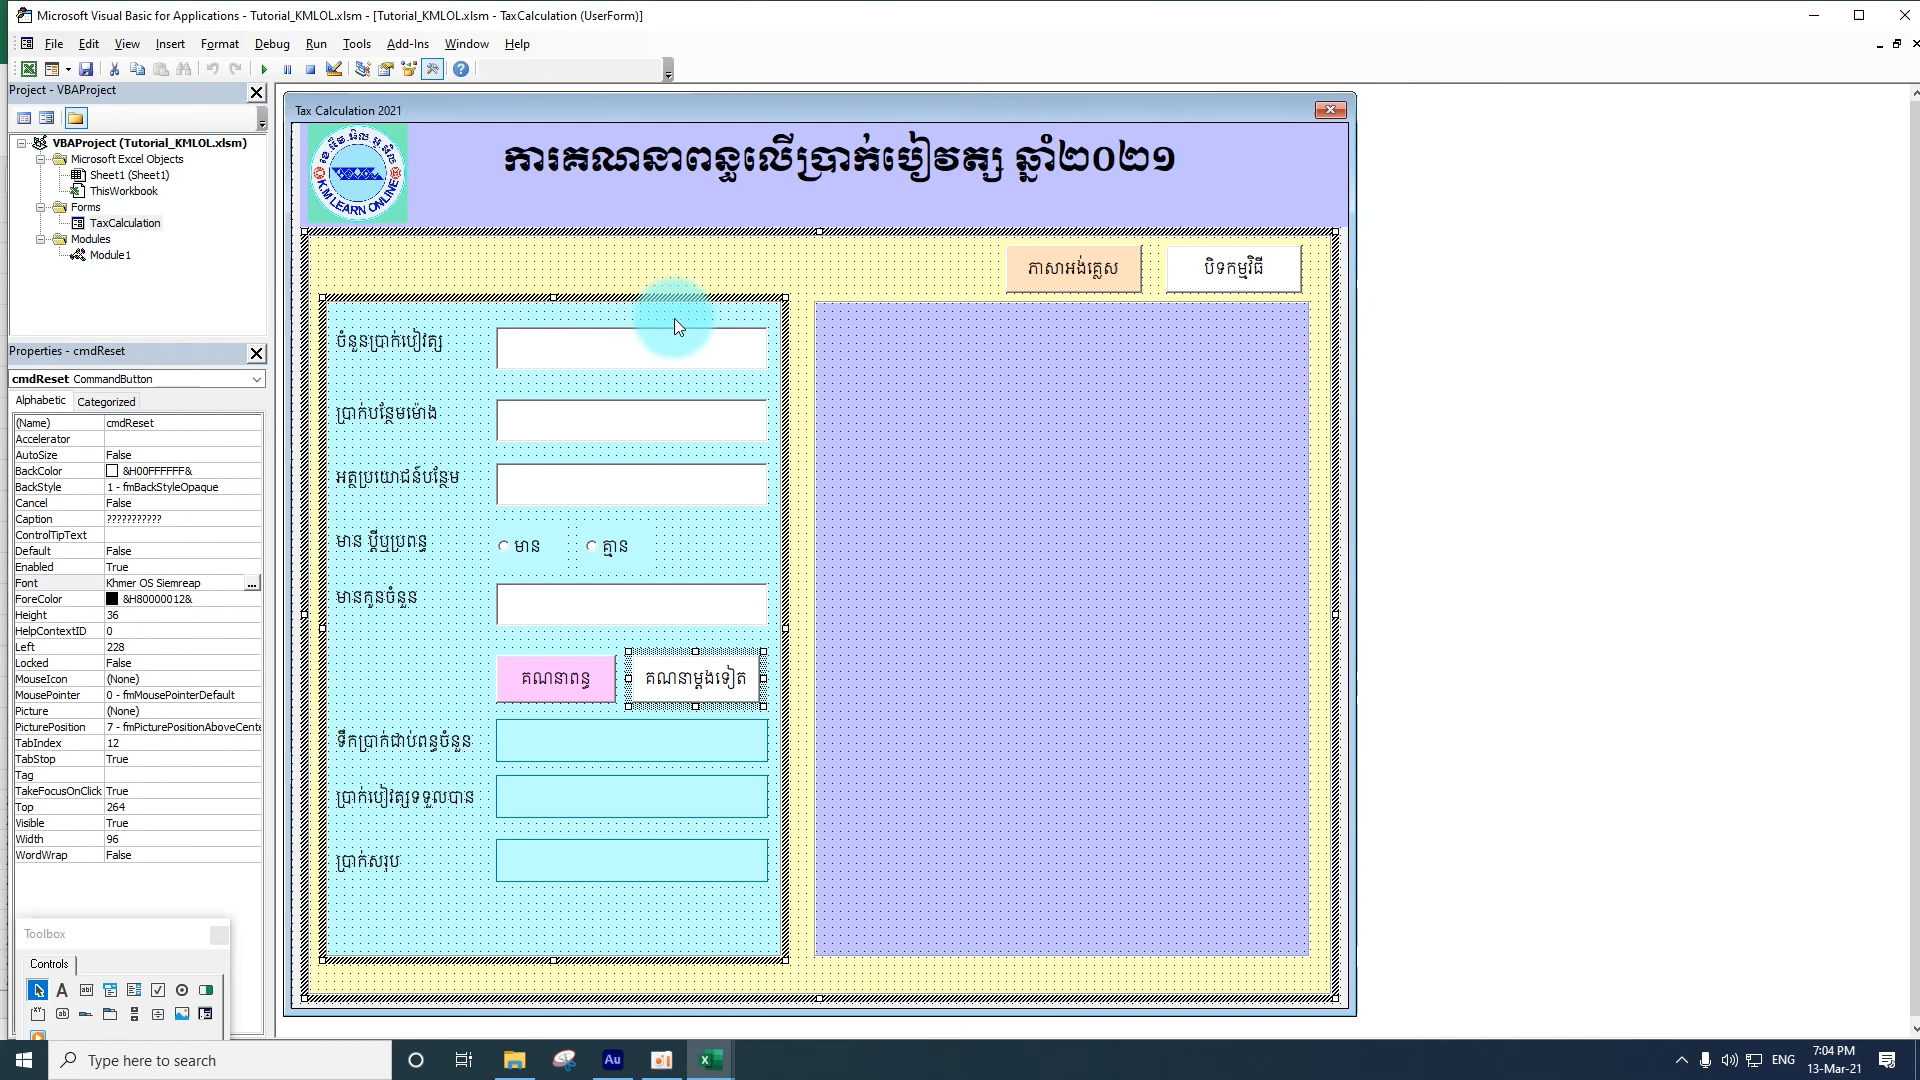 Microsoft Visual Basic for Applications - Tutorial_KMLOL.xlsm - [Tutorial_KMLOL.xlsm - TaxCalculation (UserForm)]
File Edit View Insert Format Debug Run Tools Add-Ins Window Help
Project - VBAProject
VBAProject (Tutorial_KMLOL.xlsm)
Microsoft Excel Objects
Sheet1 (Sheet1)
ThisWorkbook
Forms
TaxCalculation
Modules
Module1
Properties - cmdReset
cmdReset CommandButton
Alphabetic Categorized
(Name) cmdReset
Accelerator
AutoSize False
BackColor &H00FFFFFF&
BackStyle 1 - fmBackStyleOpaque
Cancel False
Caption ???????????
ControlTipText
Default False
Enabled True
Font Khmer OS Siemreap ...
ForeColor &H80000012&
Height 36
HelpContextID 0
Left 228
Locked False
MouseIcon (None)
MousePointer 0 - fmMousePointerDefault
Picture (None)
PicturePosition 7 - fmPicturePositionAboveCente
TabIndex 12
TabStop True
Tag
TakeFocusOnClick True
Top 264
Visible True
Width 96
WordWrap False
Toolbox
Controls
Tax Calculation 2021
K.M LEARN ONLINE
ការគណនាពន្ធលើប្រាក់បៀវត្ស ឆ្នាំ២០២១
ភាសាអង់គ្លេស
បិទកម្មវិធី
ចំនួនប្រាក់បៀវត្ស
ប្រាក់បន្ថែមម៉ោង
អត្ថប្រយោជន៍បន្ថែម
មាន ប្តីឬប្រពន្ធ
មាន
គ្មាន
មានកូនចំនួន
គណនាពន្ធ
គណនាម្តងទៀត
ទឹកប្រាក់ជាប់ពន្ធចំនួន
ប្រាក់បៀវត្សទទួលបាន
ប្រាក់សរុប
Type here to search
Au
ENG
7:04 PM
13-Mar-21